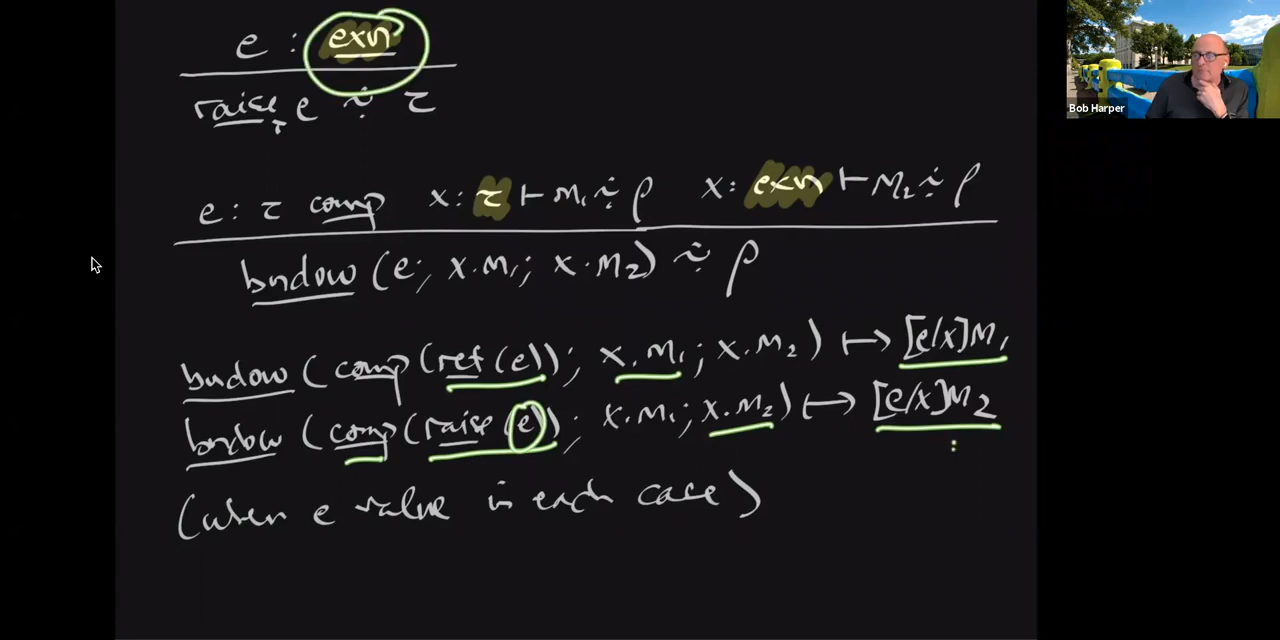 e : exn
raise_τ e ∻ τ
e : τ comp   x : τ ⊢ m₁ ∻ ρ   x : exn ⊢ m₂ ∻ ρ
bndow (e; x.m₁; x.m₂) ∻ ρ
bndow (comp (ret (e)); x.m₁; x.m₂) ↦ [e/x]m₁
bndow (comp (raise (e)); x.m₁; x.m₂) ↦ [e/x]m₂
(when e value in each case)
Bob Harper